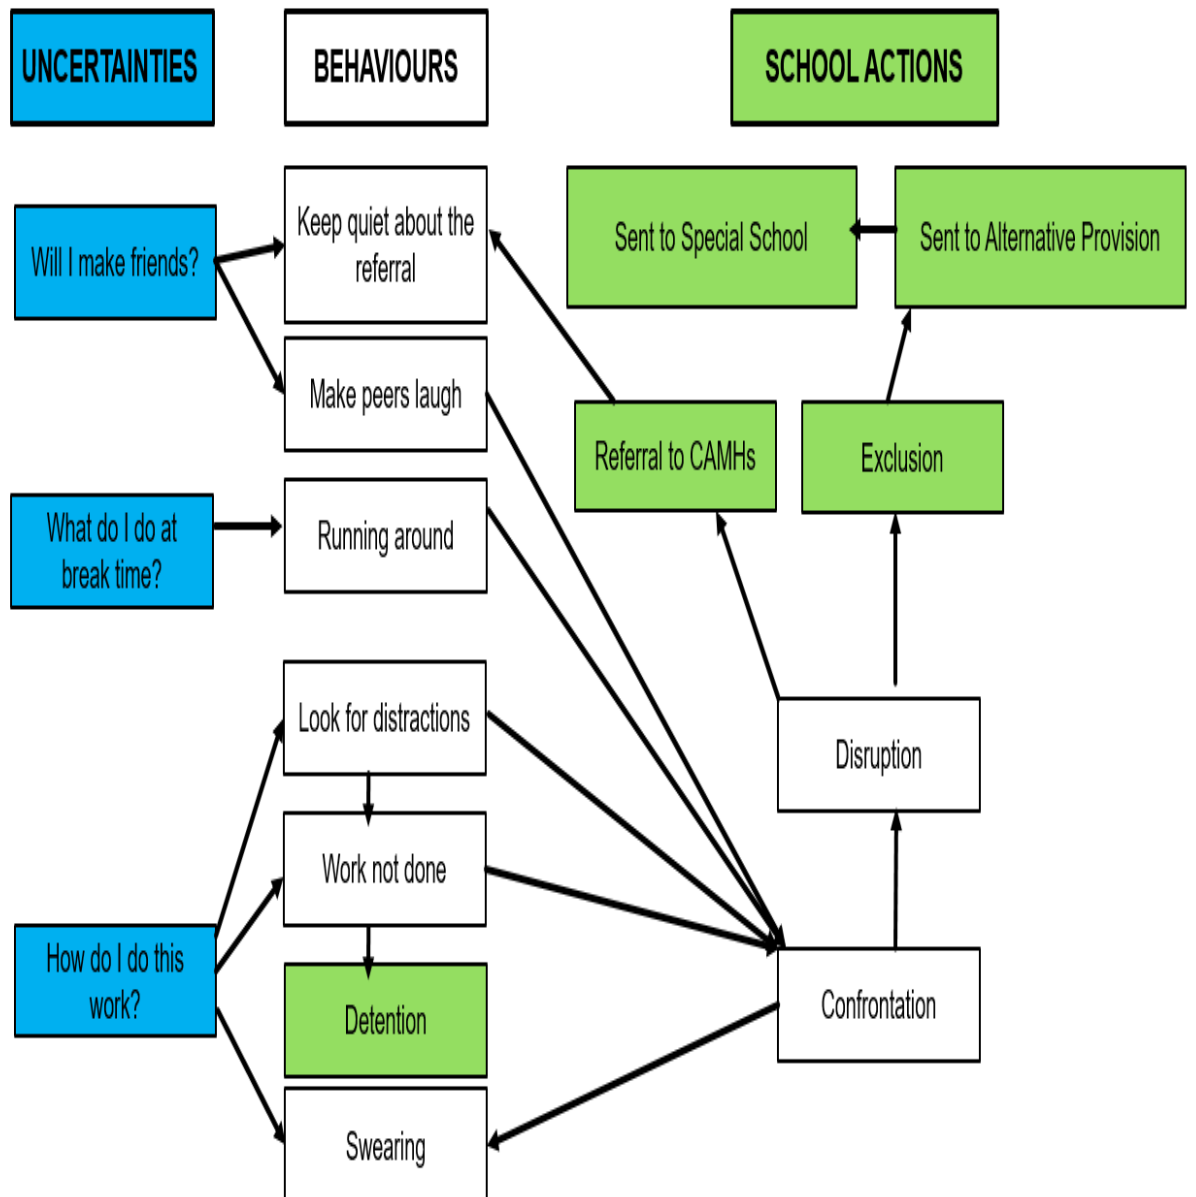 UNCERTAINTIES
BEHAVIOURS
SCHOOL ACTIONS
Will I make friends?
Keep quiet about the
referral
Sent to Special School
Sent to Alternative Provision
Make peers laugh
Referral to CAMHs
Exclusion
What do I do at
break time?
Running around
Look for distractions
Disruption
Work not done
How do I do this
work?
Detention
Confrontation
Swearing